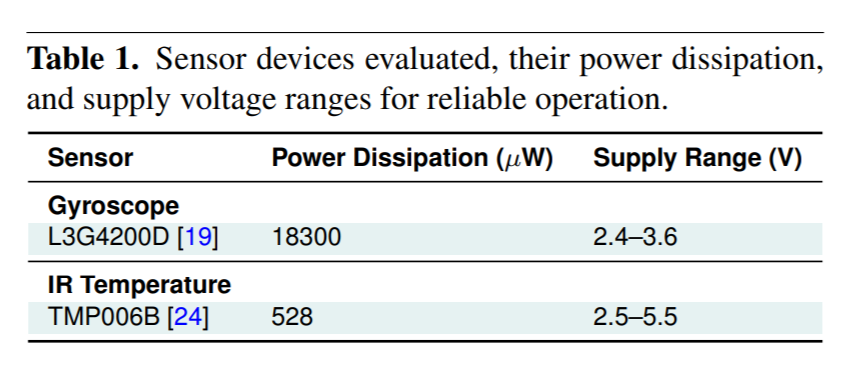 Table 1. Sensor devices evaluated, their power dissipation,
and supply voltage ranges for reliable operation.
Sensor Power Dissipation (μW) Supply Range (V)
Gyroscope
L3G4200D [19] 18300 2.4–3.6
IR Temperature
TMP006B [24] 528 2.5–5.5